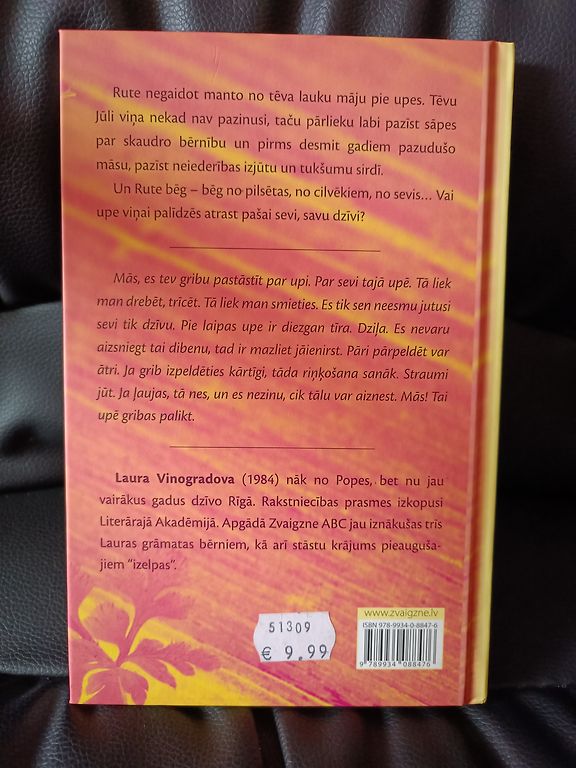 Rute negaidot manto no tēva lauku māju pie upes. Tēvu
Jūli viņa nekad nav pazinusi, taču pārlieku labi pazīst sāpes
par skaudro bērnību un pirms desmit gadiem pazudušo
māsu, pazīst neiederības izjūtu un tukšumu sirdī.
Un Rute bēg – bēg no pilsētas, no cilvēkiem, no sevis... Vai
upe viņai palīdzēs atrast pašai sevi, savu dzīvi?
Mās, es tev gribu pastāstīt par upi. Par sevi tajā upē. Tā liek
man drebēt, trīcēt. Tā liek man smieties. Es tik sen neesmu jutusi
sevi tik dzīvu. Pie laipas upe ir diezgan tīra. Dziļa. Es nevaru
aizsniegt tai dibenu, tad ir mazliet jāienirst. Pāri pārpeldēt var
ātri. Ja grib izpeldēties kārtīgi, tāda riņķošana sanāk. Straumi
jūt. Ja ļaujas, tā nes, un es nezinu, cik tālu var aiznest. Mās! Tai
upē gribas palikt.
Laura Vinogradova (1984) nāk no Popes, bet nu jau
vairākus gadus dzīvo Rīgā. Rakstniecības prasmes izkopusi
Literārajā Akadēmijā. Apgādā Zvaigzne ABC jau iznākušas trīs
Lauras grāmatas bērniem, kā arī stāstu krājums pieauguša-
jiem "izelpas".
www.zvaigzne.lv
ISBN 978-9934-0-8847-6
51309
€ 9.99
9 789934 088476